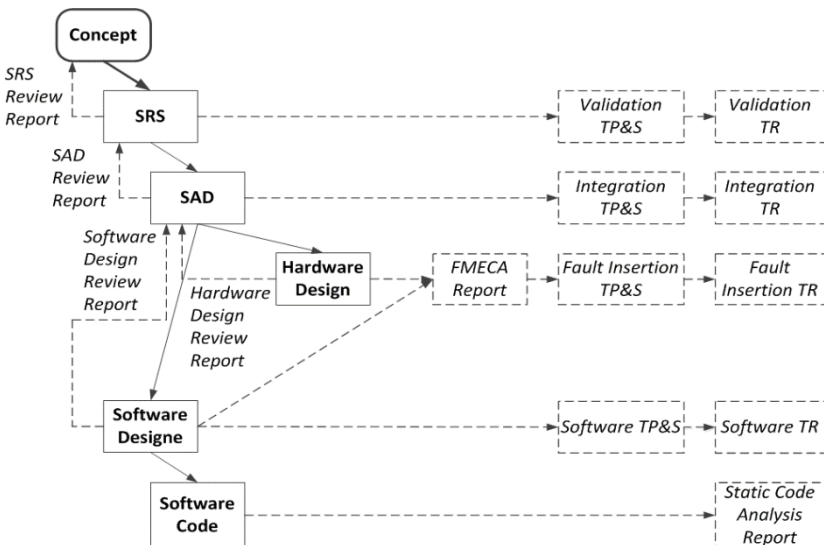 Concept
SRS
Review
Report
SRS
Validation
TP&S
Validation
TR
SAD
Review
Report
SAD
Integration
TP&S
Integration
TR
Software
Design
Review
Report
Hardware
Design
Hardware
Design
Review
Report
FMECA
Report
Fault Insertion
TP&S
Fault
Insertion TR
Software
Designe
Software TP&S
Software TR
Software
Code
Static Code
Analysis
Report